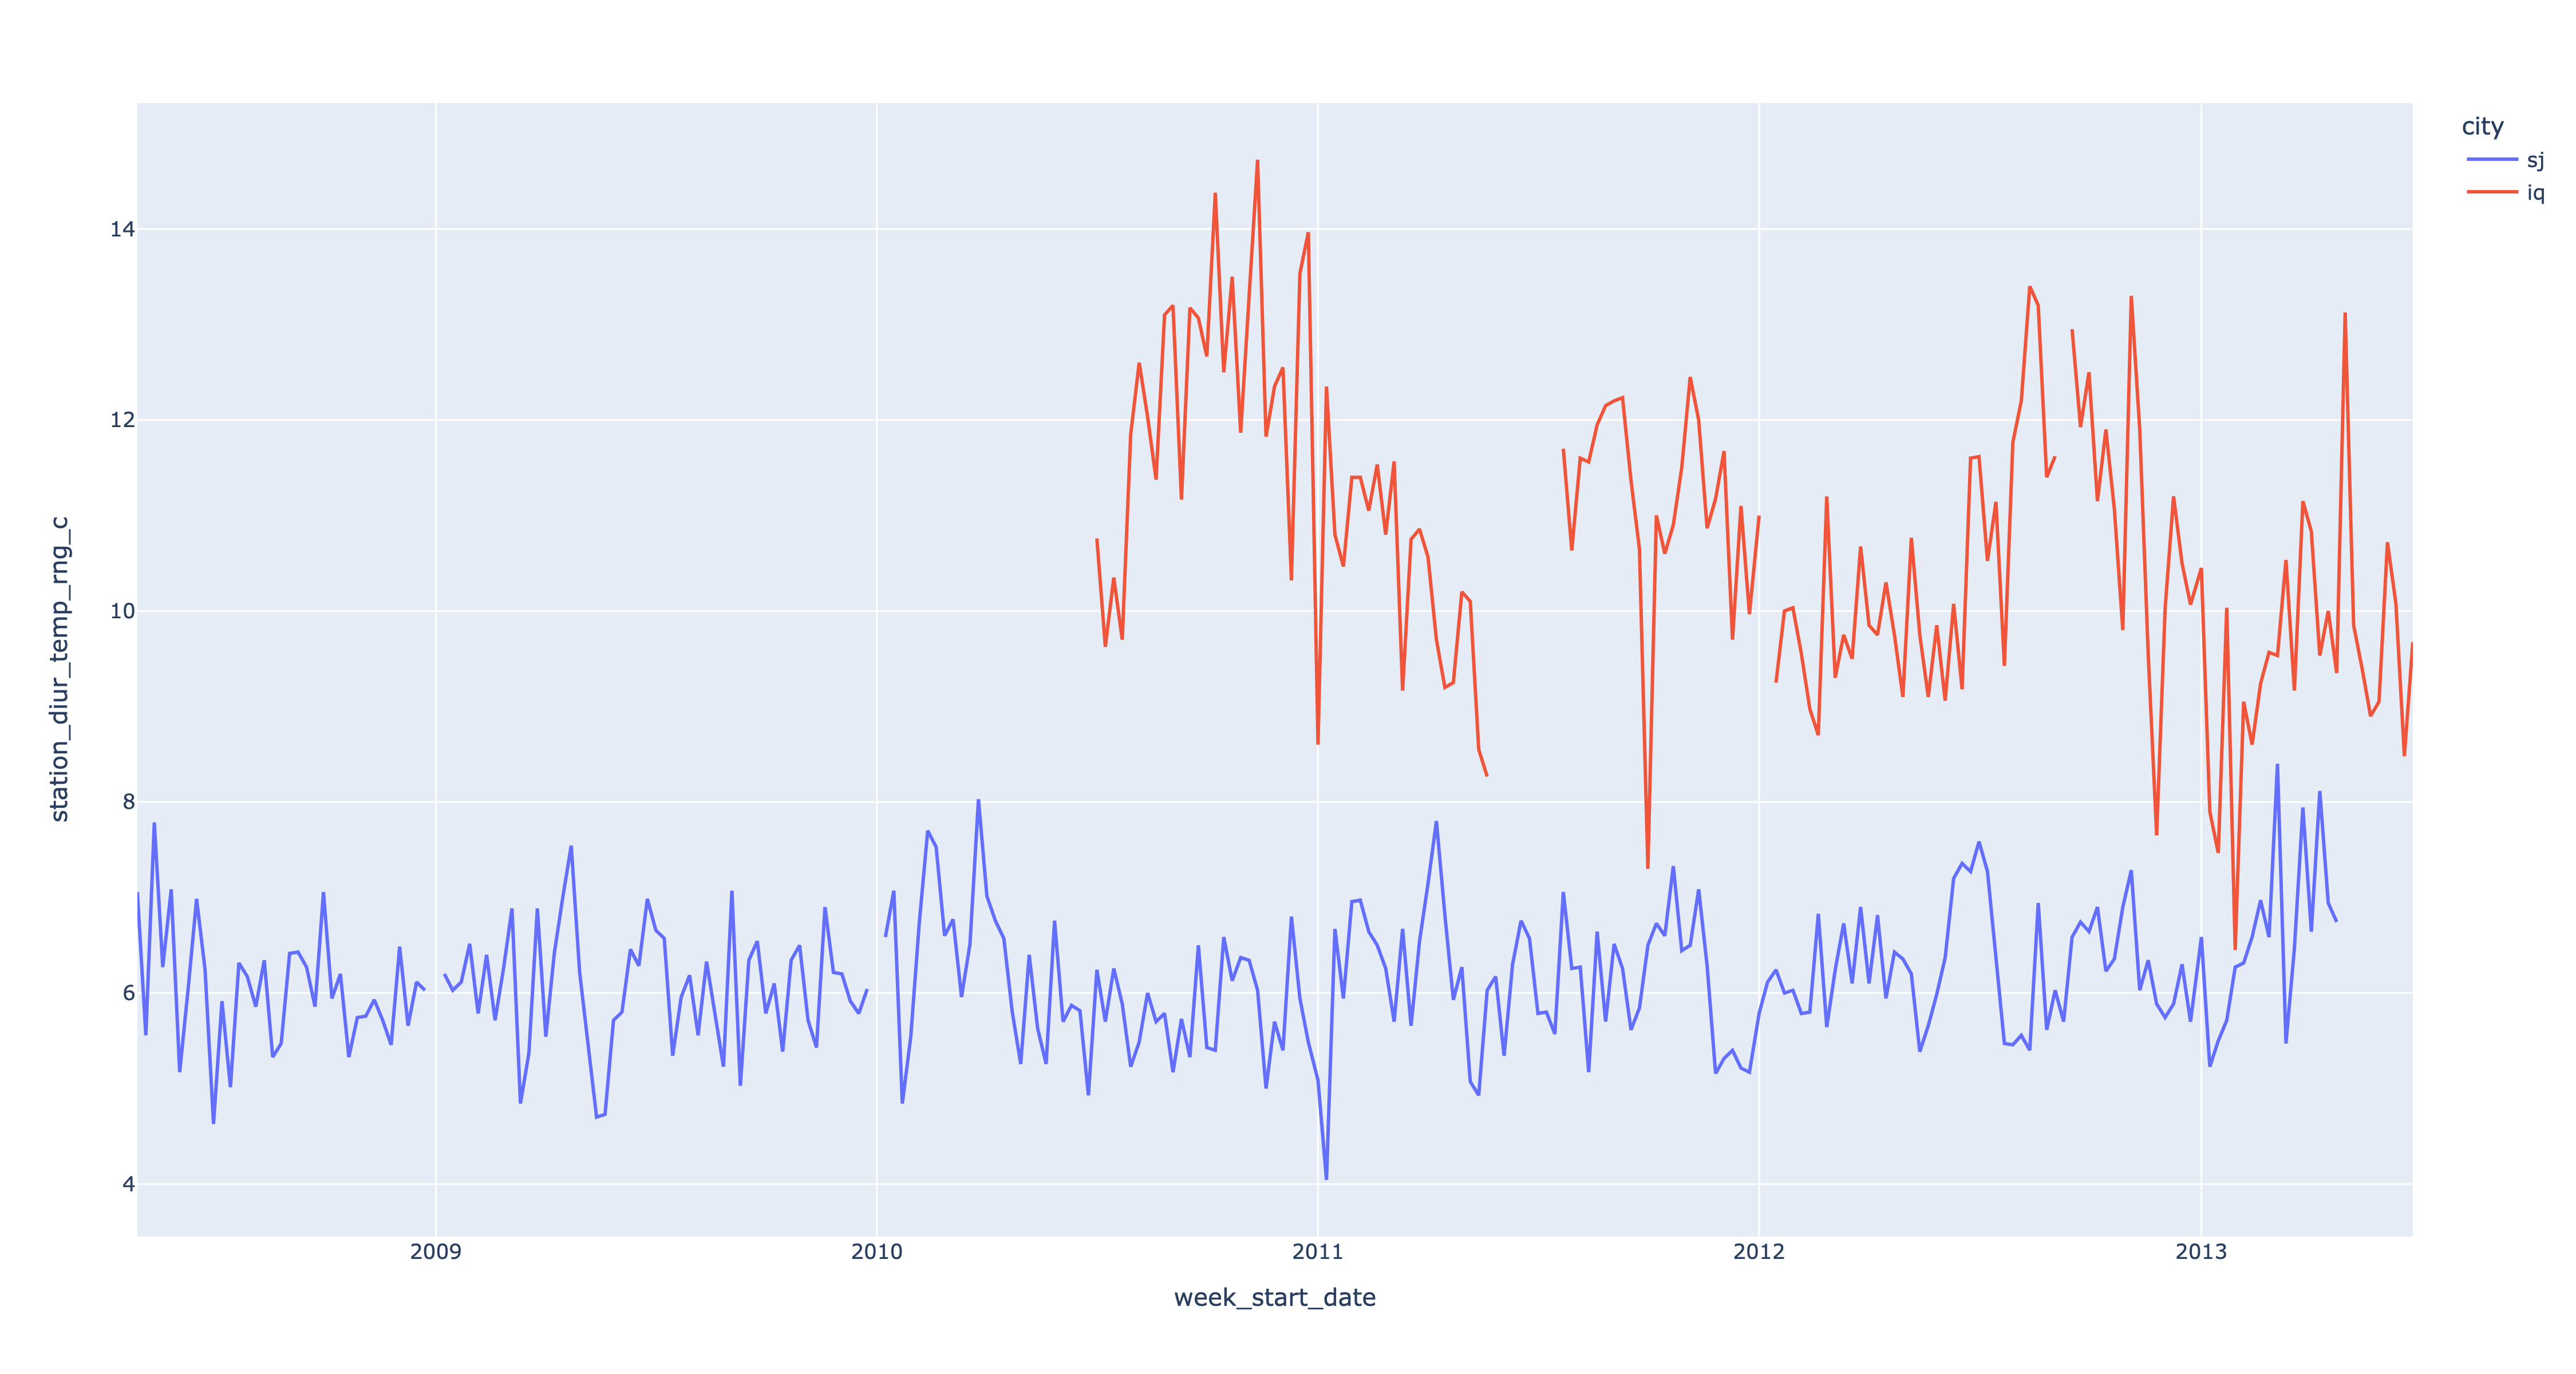 city
sj
iq
station_diur_temp_rng_c
14
12
10
8
6
4
2009 2010 2011 2012 2013
week_start_date